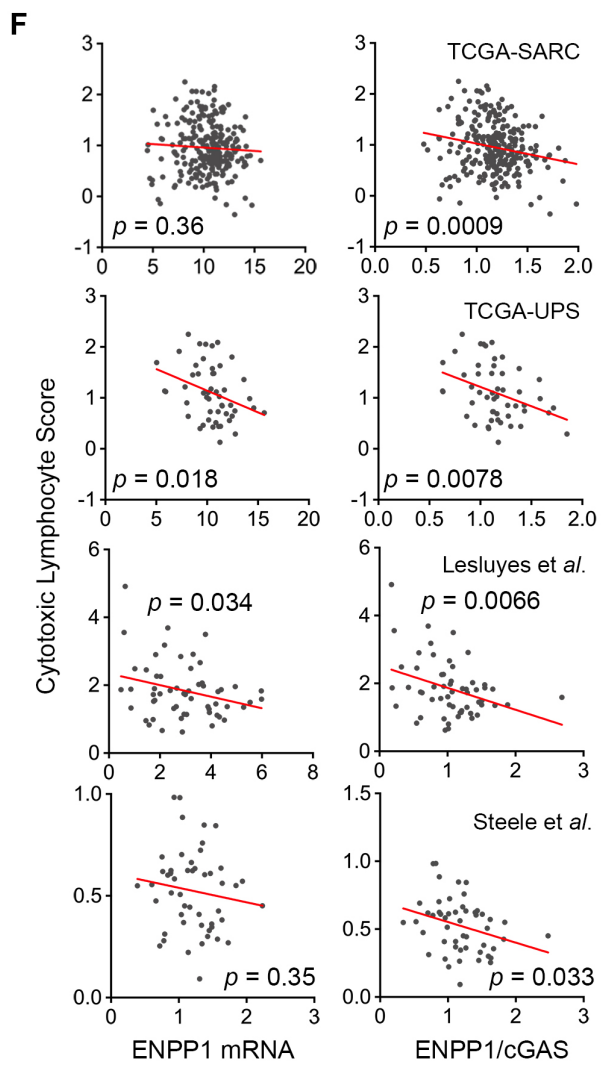 F
Cytotoxic Lymphocyte Score
3
2
1
0
-1
0 5 10 15 20
p = 0.36
TCGA-SARC
3
2
1
0
-1
0.0 0.5 1.0 1.5 2.0
p = 0.0009
3
2
1
0
-1
0 5 10 15 20
p = 0.018
TCGA-UPS
3
2
1
0
-1
0.0 0.5 1.0 1.5 2.0
p = 0.0078
6
4
2
0
0 2 4 6 8
p = 0.034
Lesluyes et al.
p = 0.0066
6
4
2
0
0 1 2 3
1.0
0.5
0.0
0 1 2 3
p = 0.35
ENPP1 mRNA
Steele et al.
1.5
1.0
0.5
0.0
0 1 2 3
p = 0.033
ENPP1/cGAS